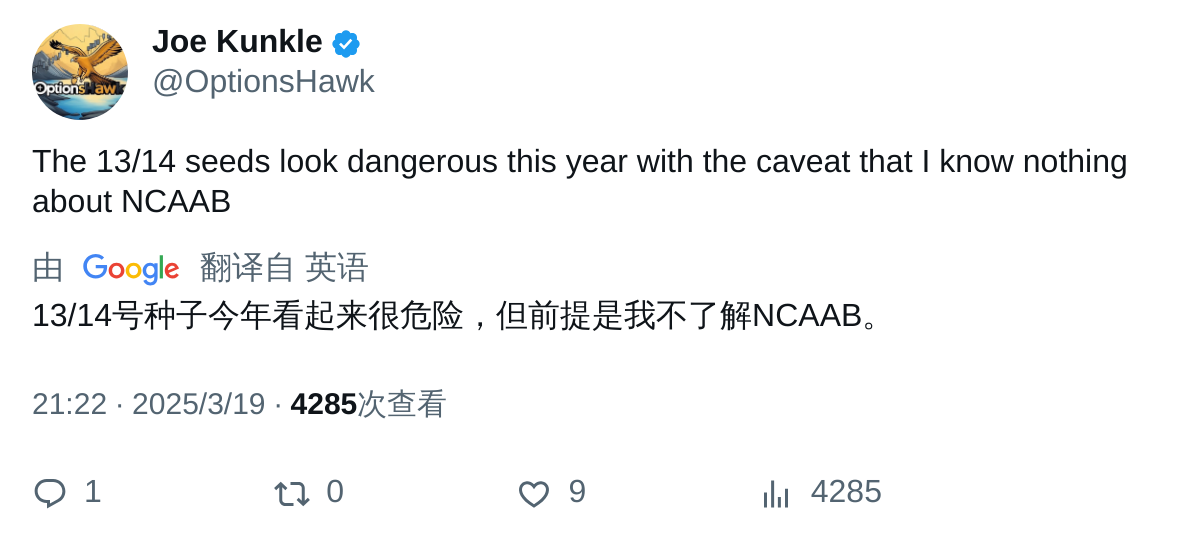 OptionsHawk
Joe Kunkle
@OptionsHawk
The 13/14 seeds look dangerous this year with the caveat that I know nothing
about NCAAB
由 Google 翻译自 英语
13/14号种子今年看起来很危险，但前提是我不了解NCAAB。
21:22 · 2025/3/19 · 4285次查看
1 0 9 4285